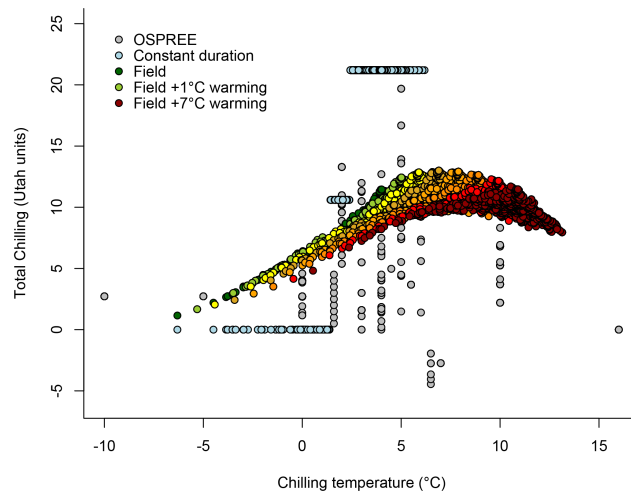 25
20
15
10
5
0
-5
Total Chilling (Utah units)
OSPREE
Constant duration
Field
Field +1°C warming
Field +7°C warming
-10 -5 0 5 10 15
Chilling temperature (°C)